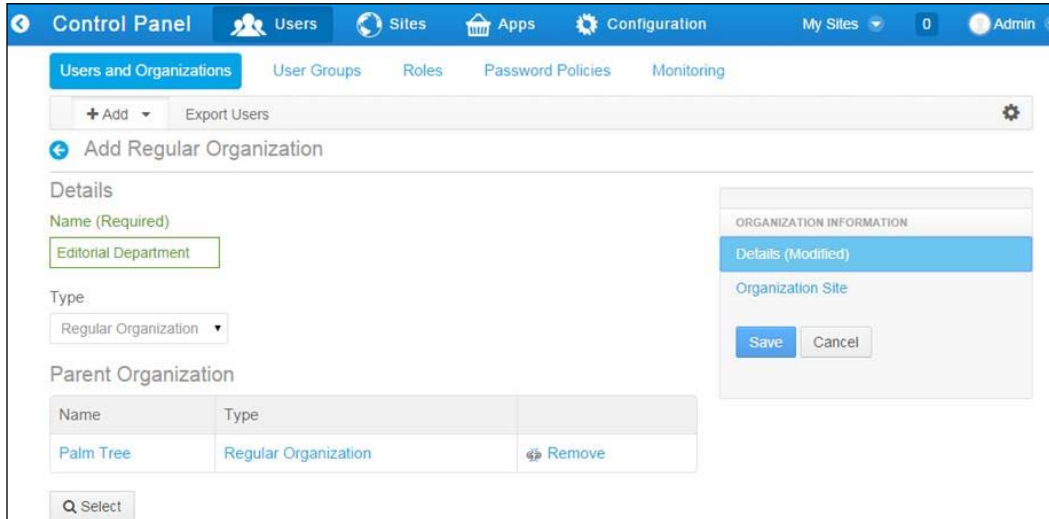 Control Panel Users Sites Apps Configuration My Sites 0 Admin
Users and Organizations User Groups Roles Password Policies Monitoring
+ Add Export Users
Add Regular Organization
Details
Name (Required)
Editorial Department
Type
Regular Organization
Parent Organization
Name Type
Palm Tree Regular Organization Remove
Select
ORGANIZATION INFORMATION
Details (Modified)
Organization Site
Save Cancel